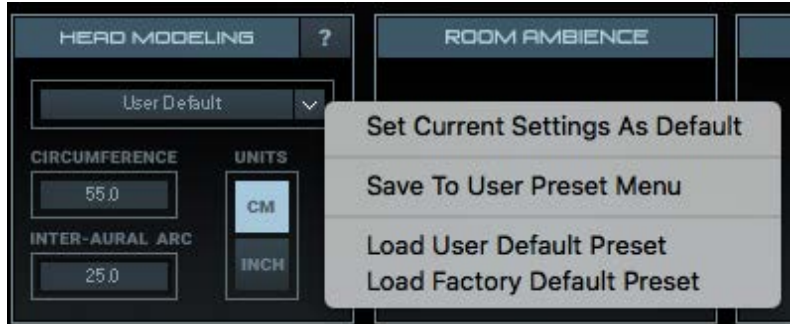 HEAD MODELING
?
ROOM AMBIENCE
User Default
Set Current Settings As Default
Save To User Preset Menu
Load User Default Preset
Load Factory Default Preset
CIRCUMFERENCE
55.0
UNITS
CM
INCH
INTER-AURAL ARC
25.0